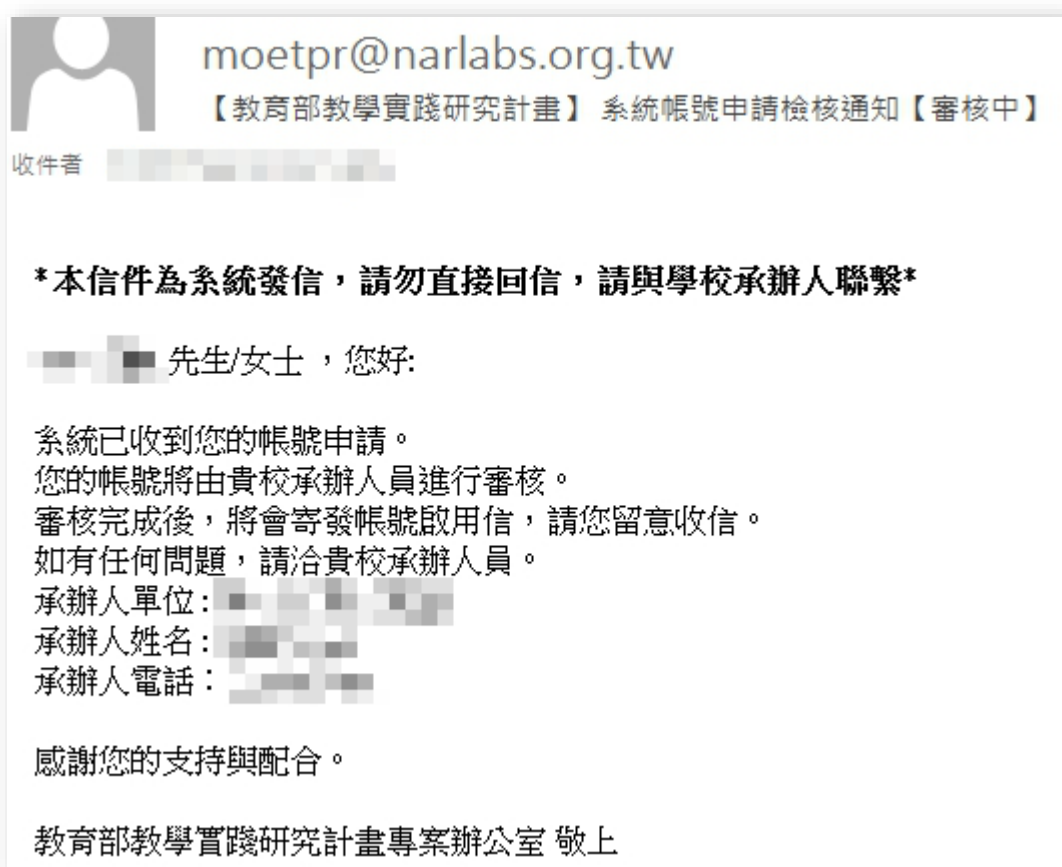 moetpr@narlabs.org.tw
【教育部教學實踐研究計畫】 系統帳號申請檢核通知【審核中】
收件者
*本信件為系統發信，請勿直接回信，請與學校承辦人聯繫*
先生/女士 ，您好:
系統已收到您的帳號申請。
您的帳號將由貴校承辦人員進行審核。
審核完成後，將會寄發帳號啟用信，請您留意收信。
如有任何問題，請洽貴校承辦人員。
承辦人單位:
承辦人姓名:
承辦人電話：
感謝您的支持與配合。
教育部教學實踐研究計畫專案辦公室 敬上